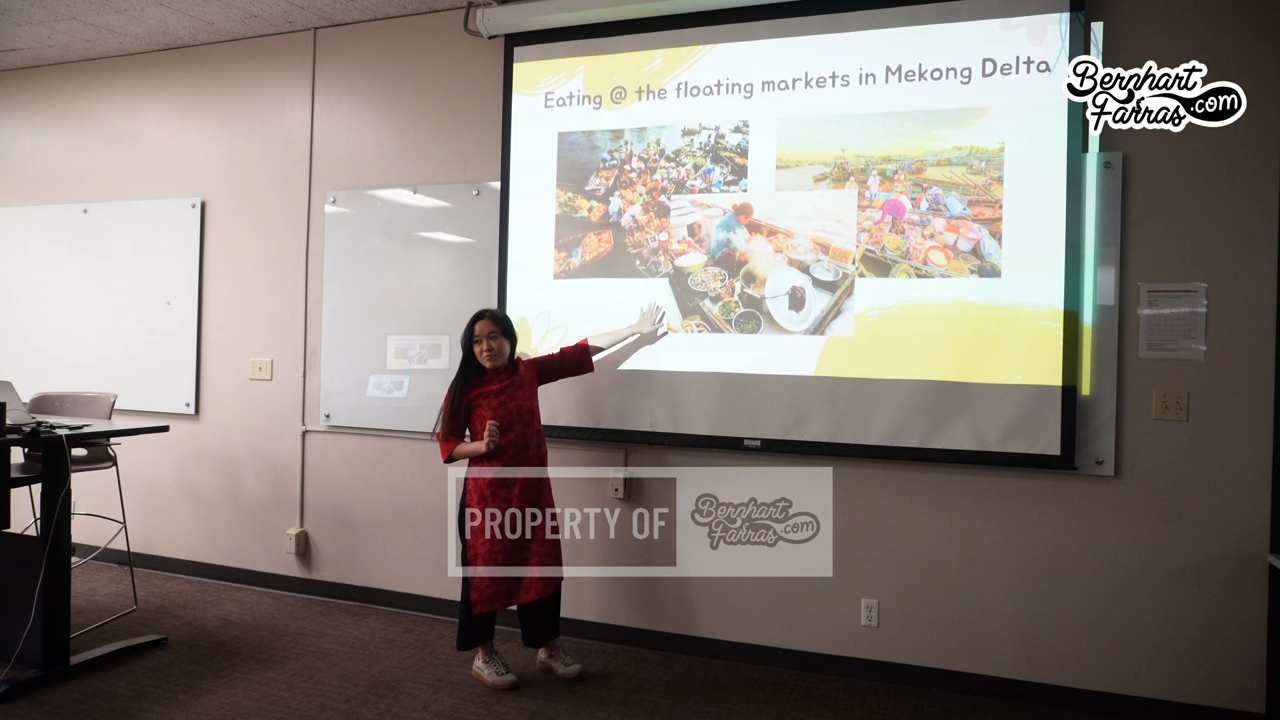 Eating @ the floating markets in Mekong Delta
Bernhart
& Farras.com
PROPERTY OF
Bernhart
& Farras.com